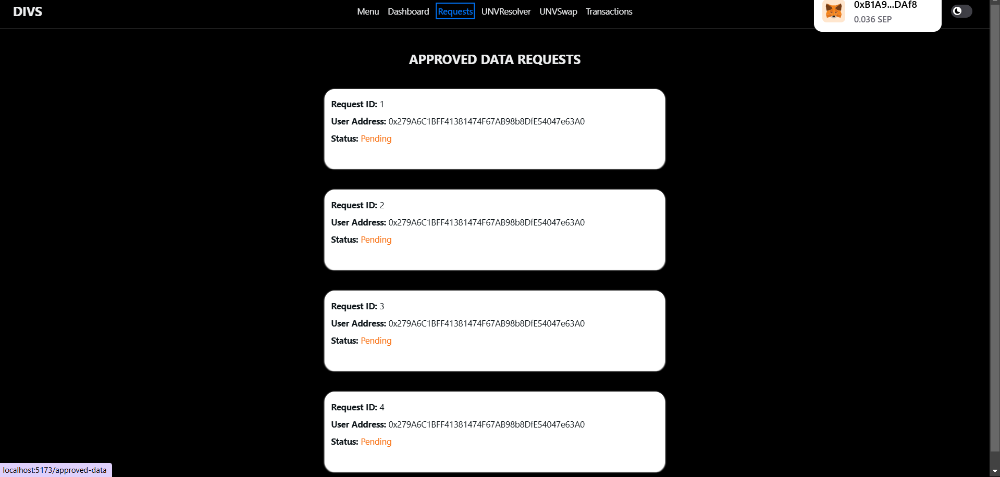 DIVS
Menu Dashboard Requests UNVResolver UNVSwap Transactions
0xB1A9...DAf8
0.036 SEP
APPROVED DATA REQUESTS
Request ID: 1
User Address: 0x279A6C1BFF41381474F67AB98b8DfE54047e63A0
Status: Pending
Request ID: 2
User Address: 0x279A6C1BFF41381474F67AB98b8DfE54047e63A0
Status: Pending
Request ID: 3
User Address: 0x279A6C1BFF41381474F67AB98b8DfE54047e63A0
Status: Pending
Request ID: 4
User Address: 0x279A6C1BFF41381474F67AB98b8DfE54047e63A0
Status: Pending
localhost:5173/approved-data